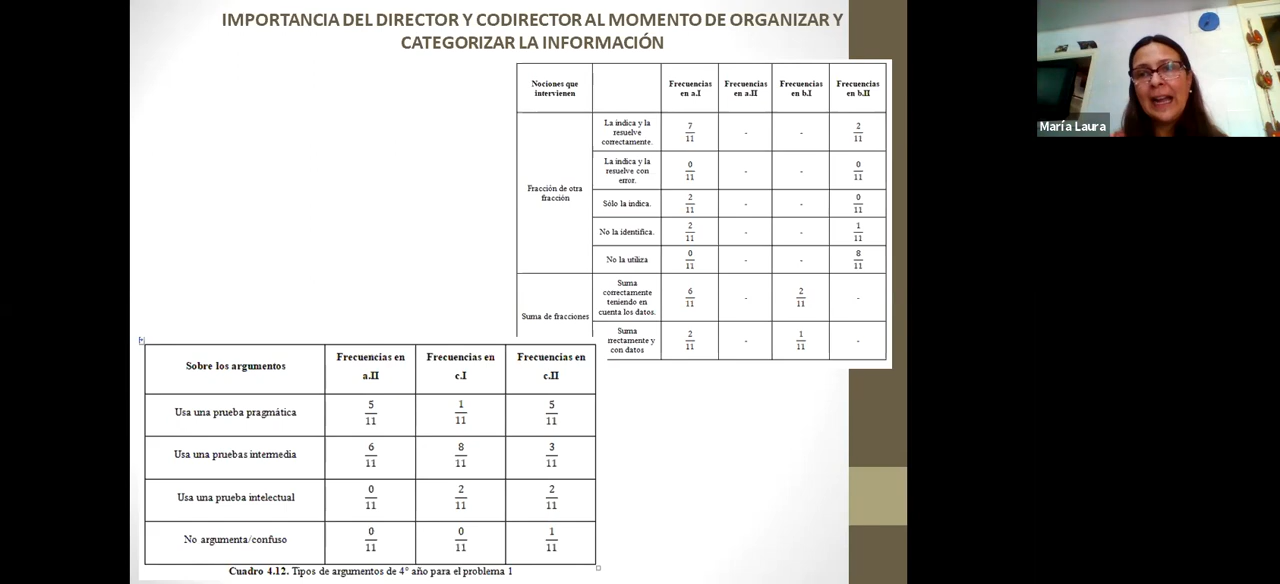 IMPORTANCIA DEL DIRECTOR Y CODIRECTOR AL MOMENTO DE ORGANIZAR Y
CATEGORIZAR LA INFORMACIÓN
María Laura
Nociones que intervienen Frecuencias en a.I Frecuencias en a.II Frecuencias en b.I Frecuencias en b.II
Fracción de otra fracción
La indica y la resuelve correctamente. 7/11 - - 2/11
La indica y la resuelve con error. 0/11 - - 0/11
Sólo la indica. 2/11 - - 0/11
No la identifica. 2/11 - - 1/11
No la utiliza 0/11 - - 8/11
Suma de fracciones
Suma correctamente teniendo en cuenta los datos. 6/11 - 2/11 -
Suma rrectamente y con datos 2/11 - 1/11 -
Sobre los argumentos Frecuencias en a.II Frecuencias en c.I Frecuencias en c.II
Usa una prueba pragmática 5/11 1/11 5/11
Usa una pruebas intermedia 6/11 8/11 3/11
Usa una prueba intelectual 0/11 2/11 2/11
No argumenta/confuso 0/11 0/11 1/11
Cuadro 4.12. Tipos de argumentos de 4° año para el problema 1